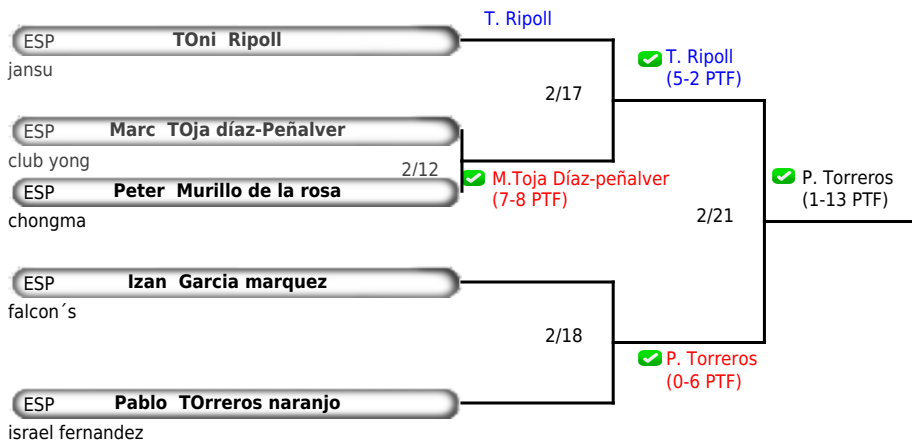 T. Ripoll
ESP TOni Ripoll
jansu
T. Ripoll
(5-2 PTF)
2/17
ESP Marc TOja díaz-Peñalver
club yong
2/12
M.Toja Díaz-peñalver
(7-8 PTF)
P. Torreros
(1-13 PTF)
ESP Peter Murillo de la rosa
chongma
2/21
ESP Izan Garcia marquez
falcon´s
2/18
P. Torreros
(0-6 PTF)
ESP Pablo TOrreros naranjo
israel fernandez